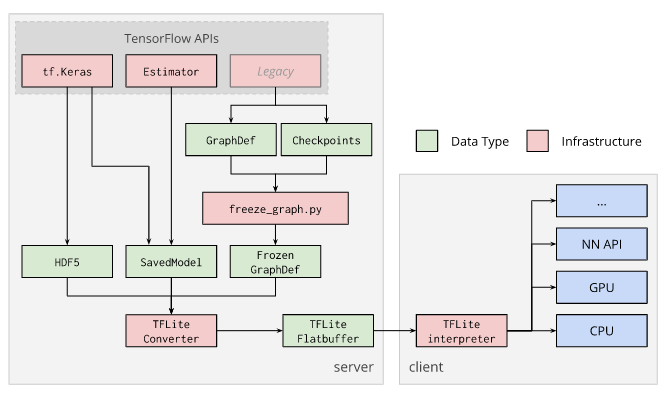 TensorFlow APIs
tf.Keras
Estimator
Legacy
GraphDef
Checkpoints
Data Type
Infrastructure
freeze_graph.py
...
NN API
HDF5
SavedModel
Frozen
GraphDef
GPU
TFLite
Converter
TFLite
Flatbuffer
TFLite
interpreter
CPU
server
client